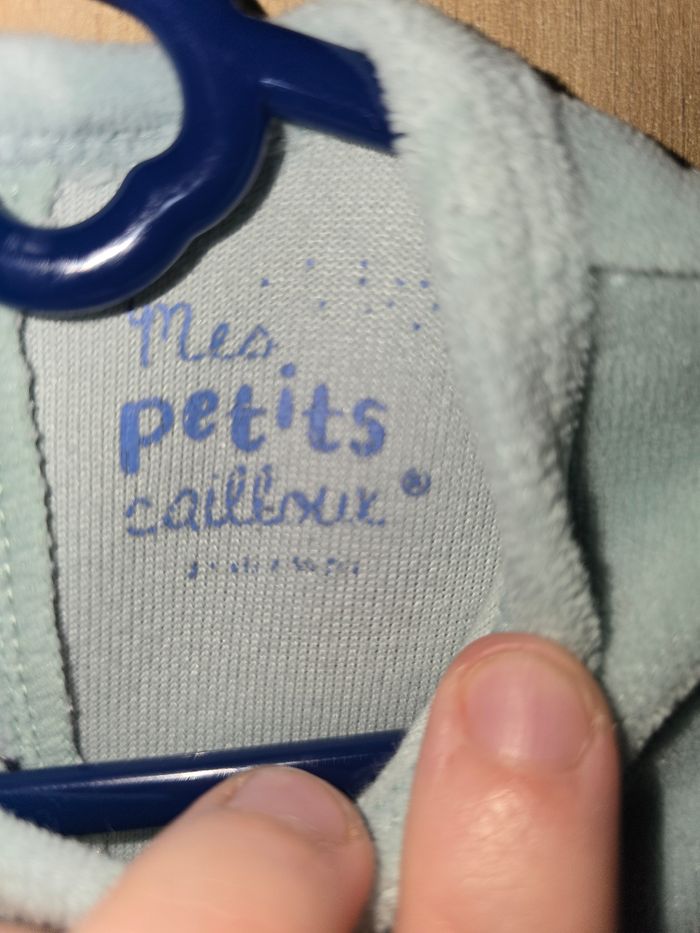 Mes
petits
cailloux ®